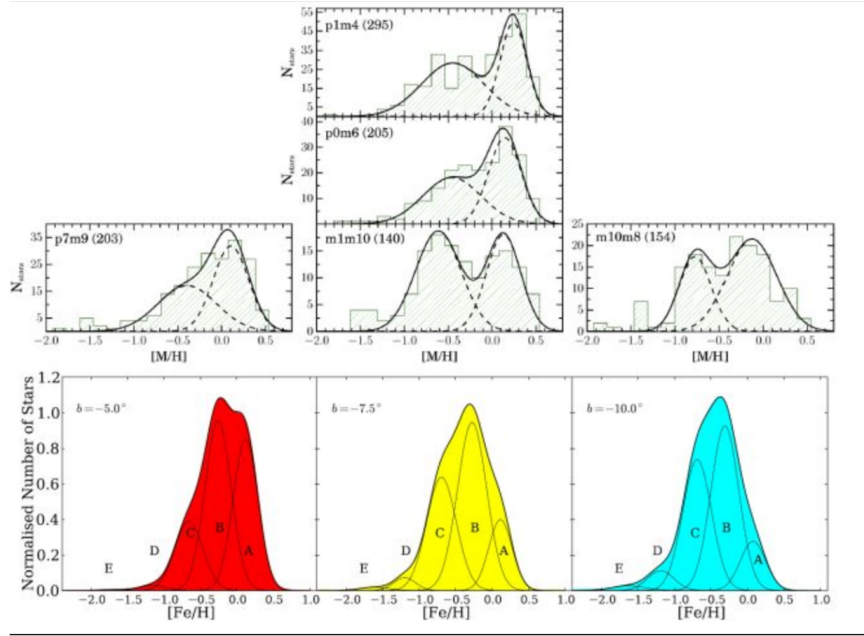 p1m4 (295)
N_stars
55
45
35
25
15
5
p0m6 (205)
N_stars
40
30
20
10
p7m9 (203)
N_stars
35
25
15
5
−2.0 −1.5 −1.0 −0.5 0.0 0.5
[M/H]
m1m10 (140)
15
10
5
0
−2.0 −1.5 −1.0 −0.5 0.0 0.5
[M/H]
m10m8 (154)
25
20
15
10
5
0
−2.0 −1.5 −1.0 −0.5 0.0 0.5
[M/H]
Normalised Number of Stars
1.2
1.0
0.8
0.6
0.4
0.2
0.0
b = −5.0°
E D C B A
−2.0 −1.5 −1.0 −0.5 0.0 0.5 1.0
[Fe/H]
b = −7.5°
E D C B A
−2.0 −1.5 −1.0 −0.5 0.0 0.5 1.0
[Fe/H]
b = −10.0°
E D C B A
−2.0 −1.5 −1.0 −0.5 0.0 0.5 1.0
[Fe/H]